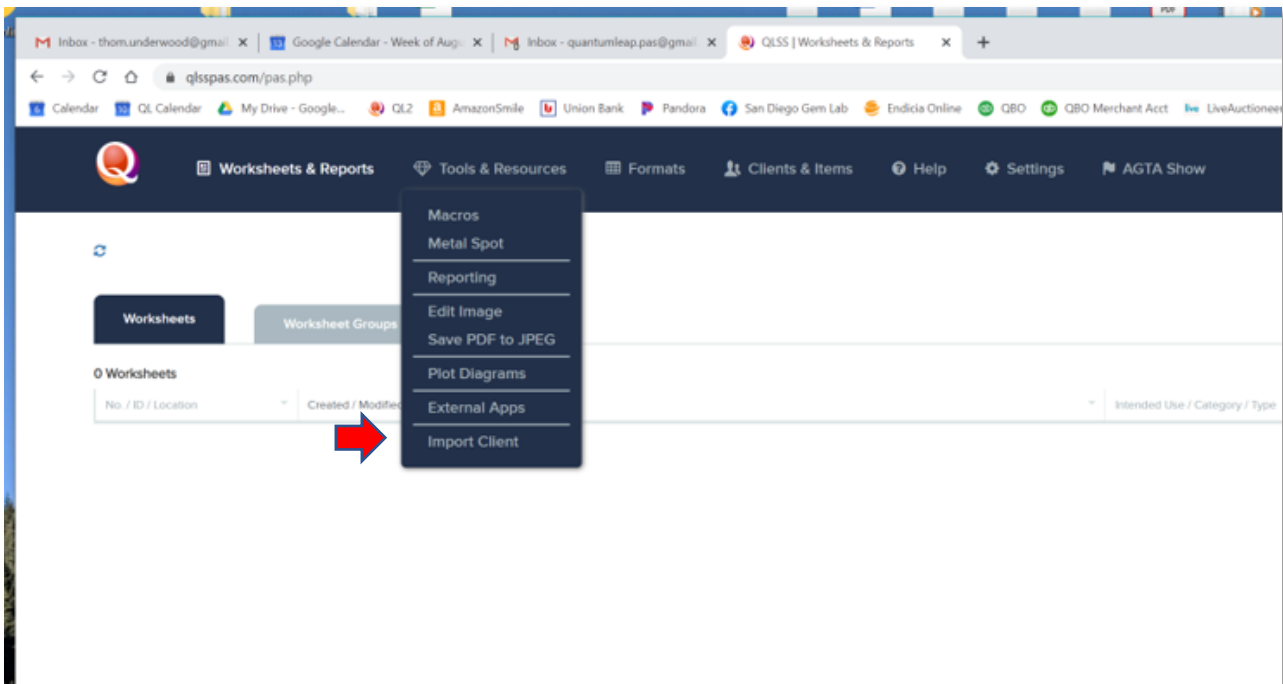 PDF
Inbox - thom.underwood@gmail Google Calendar - Week of Aug Inbox - quantumleap.pas@gmail QLSS | Worksheets & Reports
qlsspas.com/pas.php
Calendar QL Calendar My Drive - Google... QL2 AmazonSmile Union Bank Pandora San Diego Gem Lab Endicia Online QBO QBO Merchant Acct LiveAuctioneer
Q Worksheets & Reports Tools & Resources Formats Clients & Items Help Settings AGTA Show
Macros
Metal Spot
Reporting
Edit Image
Save PDF to JPEG
Plot Diagrams
External Apps
Import Client
Worksheets Worksheet Groups
0 Worksheets
No. / ID / Location Created / Modified Intended Use / Category / Type